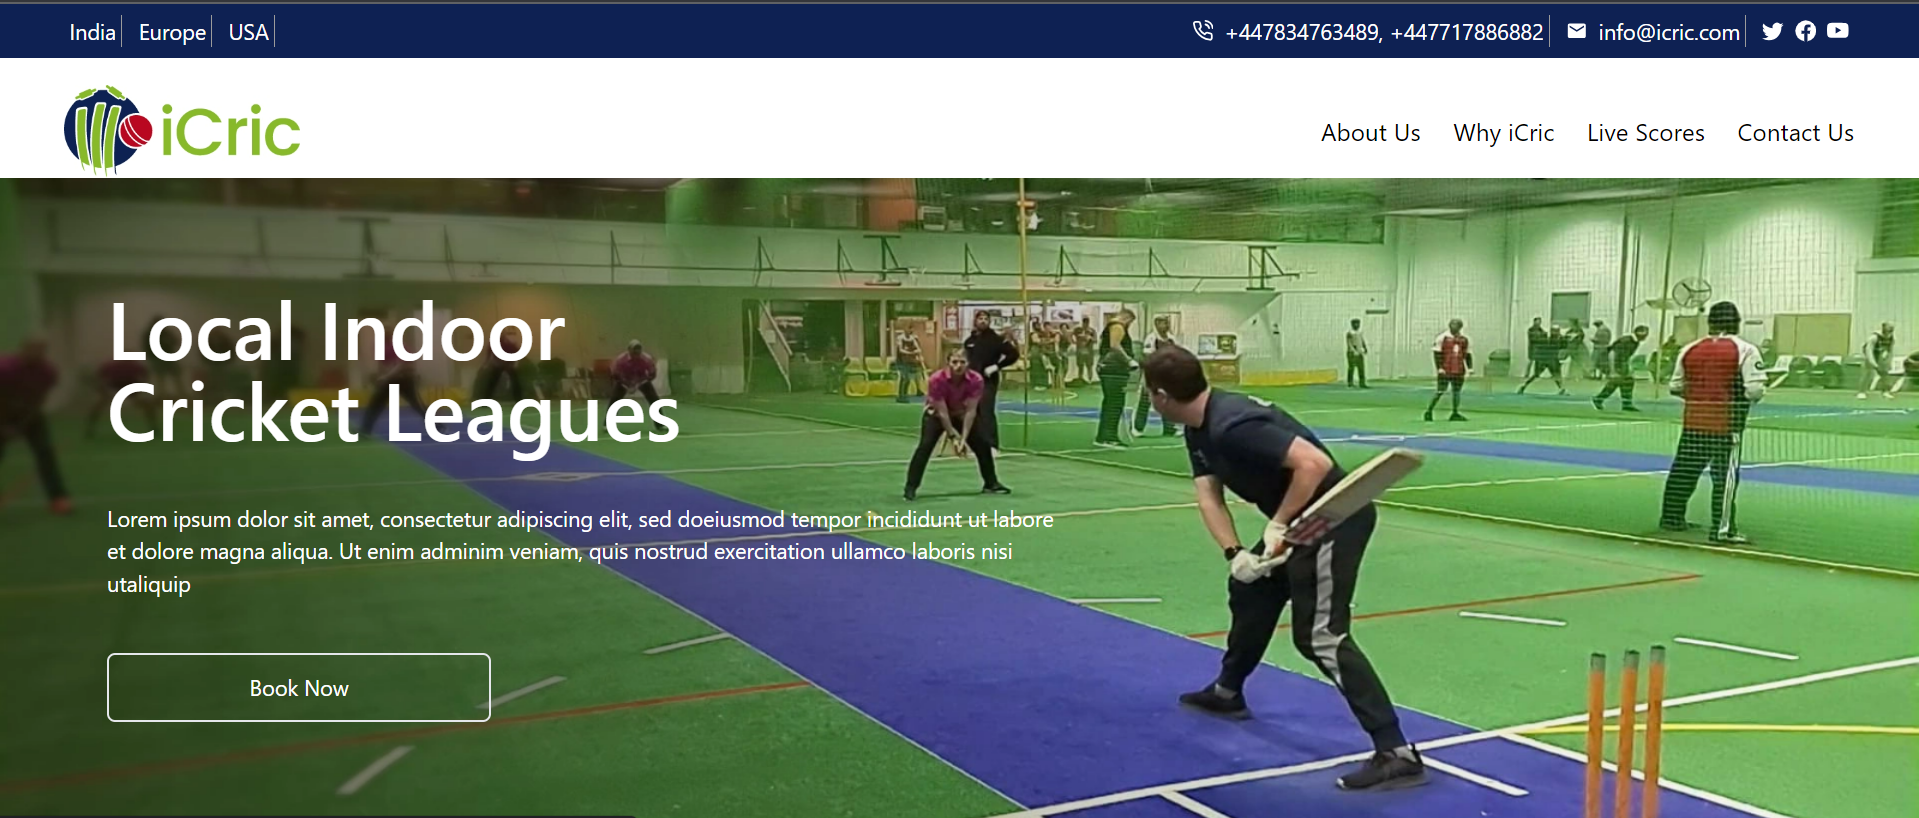 India Europe USA +447834763489, +447717886882 info@icric.com
iCric
About Us Why iCric Live Scores Contact Us
Local Indoor
Cricket Leagues
Lorem ipsum dolor sit amet, consectetur adipiscing elit, sed doeiusmod tempor incididunt ut labore
et dolore magna aliqua. Ut enim adminim veniam, quis nostrud exercitation ullamco laboris nisi
utaliquip
Book Now